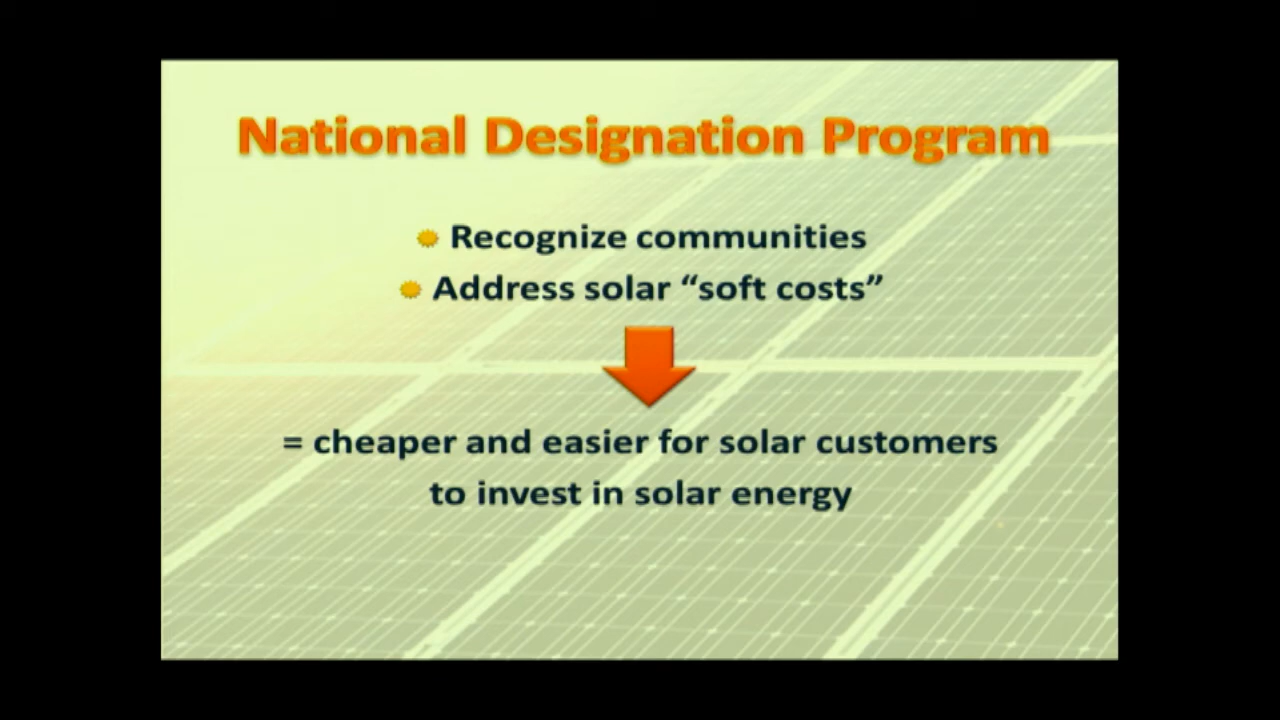 National Designation Program
Recognize communities
Address solar “soft costs”
= cheaper and easier for solar customers
to invest in solar energy